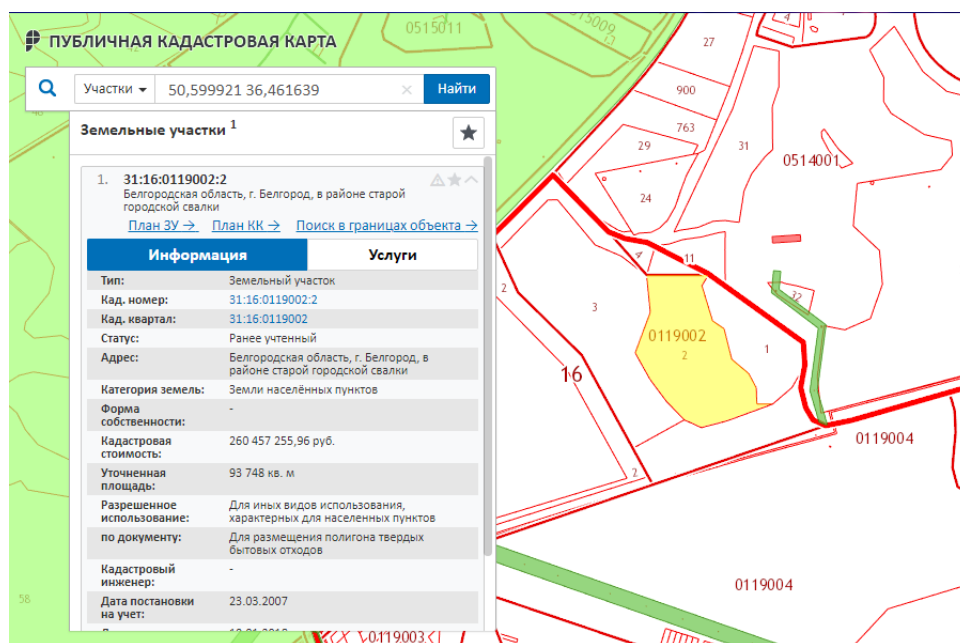 ПУБЛИЧНАЯ КАДАСТРОВАЯ КАРТА
Участки
50,599921 36,461639
×
Найти
Земельные участки 1
1. 31:16:0119002:2
Белгородская область, г. Белгород, в районе старой
городской свалки
План ЗУ → План КК → Поиск в границах объекта →
Информация Услуги
Тип: Земельный участок
Кад. номер: 31:16:0119002:2
Кад. квартал: 31:16:0119002
Статус: Ранее учтенный
Адрес: Белгородская область, г. Белгород, в
районе старой городской свалки
Категория земель: Земли населённых пунктов
Форма
собственности: -
Кадастровая
стоимость: 260 457 255,96 руб.
Уточненная
площадь: 93 748 кв. м
Разрешенное
использование: Для иных видов использования,
характерных для населенных пунктов
по документу: Для размещения полигона твердых
бытовых отходов
Кадастровый
инженер: -
Дата постановки
на учет: 23.03.2007
0515011
0515009
4
27
900
763
29
31
24
0514001
11
4
32
2
3
0119002
2
1
16
2
0119004
0119004
58
0119003